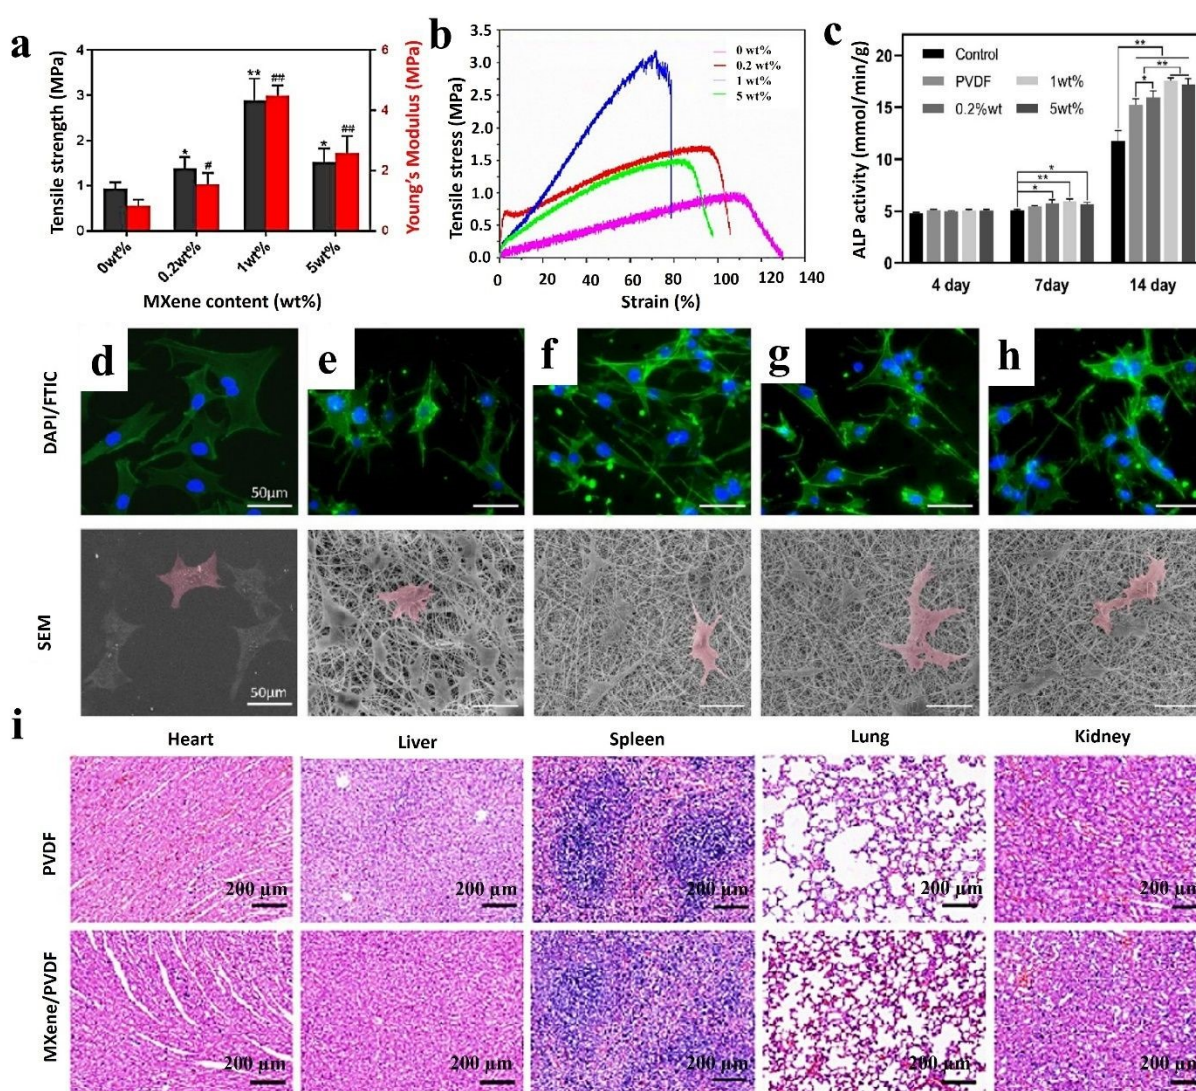 a
Tensile strength (MPa)
4
3
2
1
0
** ##
* #
* ##
6
4
2
0
Young's Modulus (MPa)
0wt%
0.2wt%
1wt%
5wt%
MXene content (wt%)
b
Tensile stress (MPa)
3.5
3.0
2.5
2.0
1.5
1.0
0.5
0.0
0 wt%
0.2 wt%
1 wt%
5 wt%
0 20 40 60 80 100 120 140
Strain (%)
c
ALP activity (mmol/min/g)
20
15
10
5
0
Control
PVDF 1wt%
0.2%wt 5wt%
**
**
*
*
**
*
4 day 7day 14 day
d e f g h
DAPI/FTIC
50μm
SEM
50μm
i
Heart Liver Spleen Lung Kidney
PVDF
200 μm 200 μm 200 μm 200 μm 200 μm
MXene/PVDF
200 μm 200 μm 200 μm 200 μm 200 μm